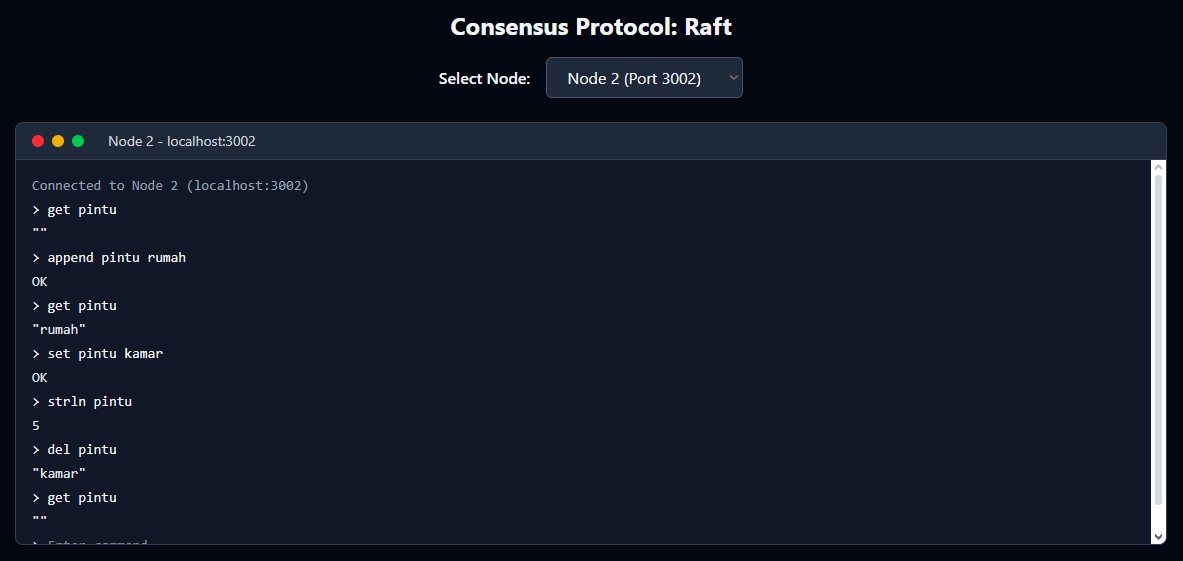 Consensus Protocol: Raft
Select Node: Node 2 (Port 3002)
Node 2 - localhost:3002
Connected to Node 2 (localhost:3002)
> get pintu
""
> append pintu rumah
OK
> get pintu
"rumah"
> set pintu kamar
OK
> strln pintu
5
> del pintu
"kamar"
> get pintu
""
> Enter command